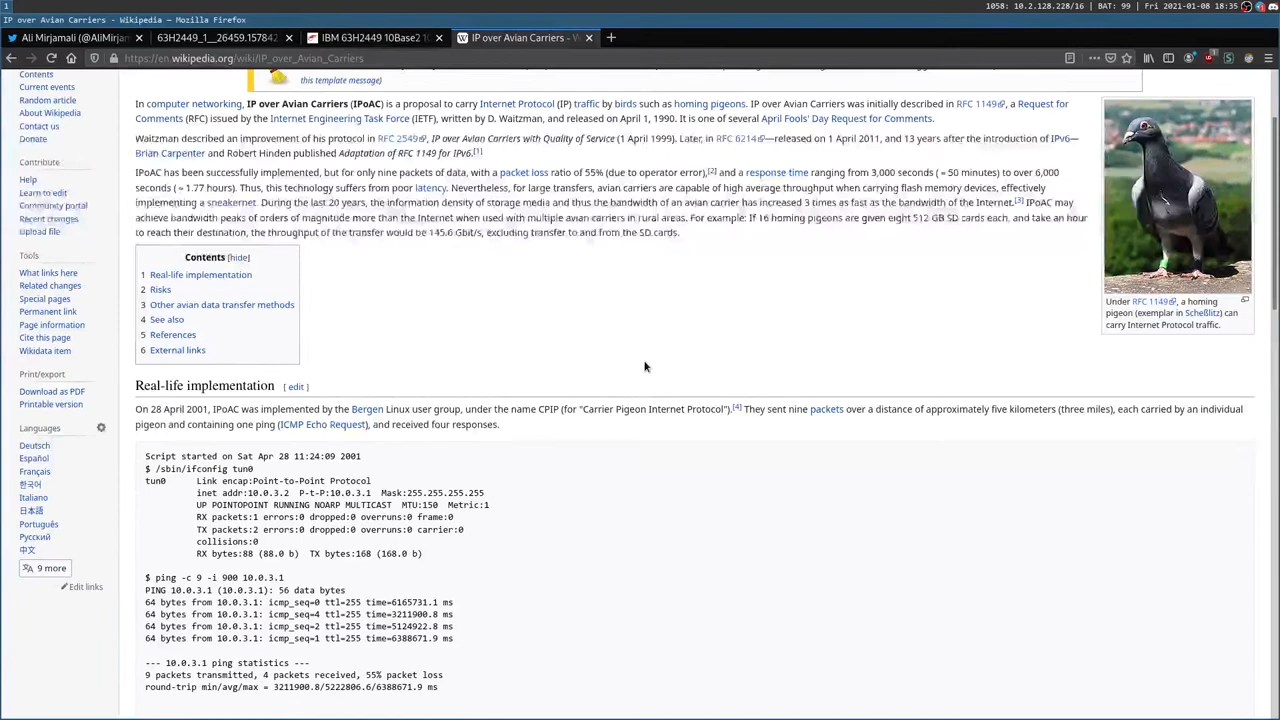 1
1058: 10.2.128.228/16 | BAT: 99 | Fri 2021-01-08 18:35
IP over Avian Carriers - Wikipedia — Mozilla Firefox
Ali Mirjamali (@AliMirjan
63H2449_1__26459.157842
IBM 63H2449 10Base2 10
IP over Avian Carriers - W
https://en.wikipedia.org/wiki/IP_over_Avian_Carriers
Contents
Current events
Random article
About Wikipedia
Contact us
Donate
Contribute
Help
Learn to edit
Community portal
Recent changes
Upload file
Tools
What links here
Related changes
Special pages
Permanent link
Page information
Cite this page
Wikidata item
Print/export
Download as PDF
Printable version
Languages
Deutsch
Español
Français
한국어
Italiano
日本語
Português
Русский
中文
9 more
Edit links
this template message)
In computer networking, IP over Avian Carriers (IPoAC) is a proposal to carry Internet Protocol (IP) traffic by birds such as homing pigeons. IP over Avian Carriers was initially described in RFC 1149, a Request for
Comments (RFC) issued by the Internet Engineering Task Force (IETF), written by D. Waitzman, and released on April 1, 1990. It is one of several April Fools' Day Request for Comments.
Waitzman described an improvement of his protocol in RFC 2549, IP over Avian Carriers with Quality of Service (1 April 1999). Later, in RFC 6214—released on 1 April 2011, and 13 years after the introduction of IPv6—
Brian Carpenter and Robert Hinden published Adaptation of RFC 1149 for IPv6.[1]
IPoAC has been successfully implemented, but for only nine packets of data, with a packet loss ratio of 55% (due to operator error),[2] and a response time ranging from 3,000 seconds (≈ 50 minutes) to over 6,000
seconds (≈ 1.77 hours). Thus, this technology suffers from poor latency. Nevertheless, for large transfers, avian carriers are capable of high average throughput when carrying flash memory devices, effectively
implementing a sneakernet. During the last 20 years, the information density of storage media and thus the bandwidth of an avian carrier has increased 3 times as fast as the bandwidth of the Internet.[3] IPoAC may
achieve bandwidth peaks of orders of magnitude more than the Internet when used with multiple avian carriers in rural areas. For example: If 16 homing pigeons are given eight 512 GB SD cards each, and take an hour
to reach their destination, the throughput of the transfer would be 145.6 Gbit/s, excluding transfer to and from the SD cards.
Under RFC 1149, a homing
pigeon (exemplar in Scheßlitz) can
carry Internet Protocol traffic.
Contents [hide]
1 Real-life implementation
2 Risks
3 Other avian data transfer methods
4 See also
5 References
6 External links
Real-life implementation [ edit ]
On 28 April 2001, IPoAC was implemented by the Bergen Linux user group, under the name CPIP (for "Carrier Pigeon Internet Protocol").[4] They sent nine packets over a distance of approximately five kilometers (three miles), each carried by an individual
pigeon and containing one ping (ICMP Echo Request), and received four responses.
Script started on Sat Apr 28 11:24:09 2001
$ /sbin/ifconfig tun0
tun0 Link encap:Point-to-Point Protocol
inet addr:10.0.3.2 P-t-P:10.0.3.1 Mask:255.255.255.255
UP POINTOPOINT RUNNING NOARP MULTICAST MTU:150 Metric:1
RX packets:1 errors:0 dropped:0 overruns:0 frame:0
TX packets:2 errors:0 dropped:0 overruns:0 carrier:0
collisions:0
RX bytes:88 (88.0 b) TX bytes:168 (168.0 b)
$ ping -c 9 -i 900 10.0.3.1
PING 10.0.3.1 (10.0.3.1): 56 data bytes
64 bytes from 10.0.3.1: icmp_seq=0 ttl=255 time=6165731.1 ms
64 bytes from 10.0.3.1: icmp_seq=4 ttl=255 time=3211900.8 ms
64 bytes from 10.0.3.1: icmp_seq=2 ttl=255 time=5124922.8 ms
64 bytes from 10.0.3.1: icmp_seq=1 ttl=255 time=6388671.9 ms
--- 10.0.3.1 ping statistics ---
9 packets transmitted, 4 packets received, 55% packet loss
round-trip min/avg/max = 3211900.8/5222806.6/6388671.9 ms